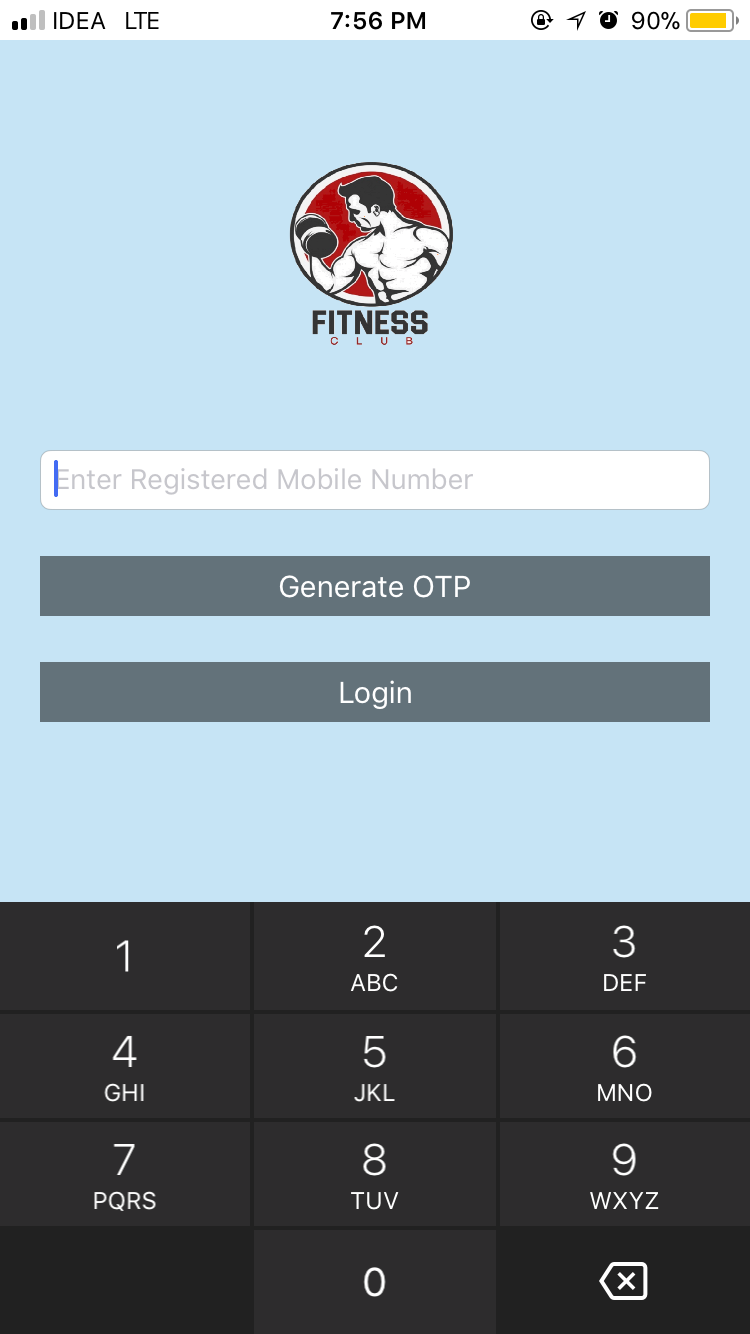 IDEA LTE 7:56 PM 90%
FITNESS
CLUB
Enter Registered Mobile Number
Generate OTP
Login
1 2 3
ABC DEF
4 5 6
GHI JKL MNO
7 8 9
PQRS TUV WXYZ
0